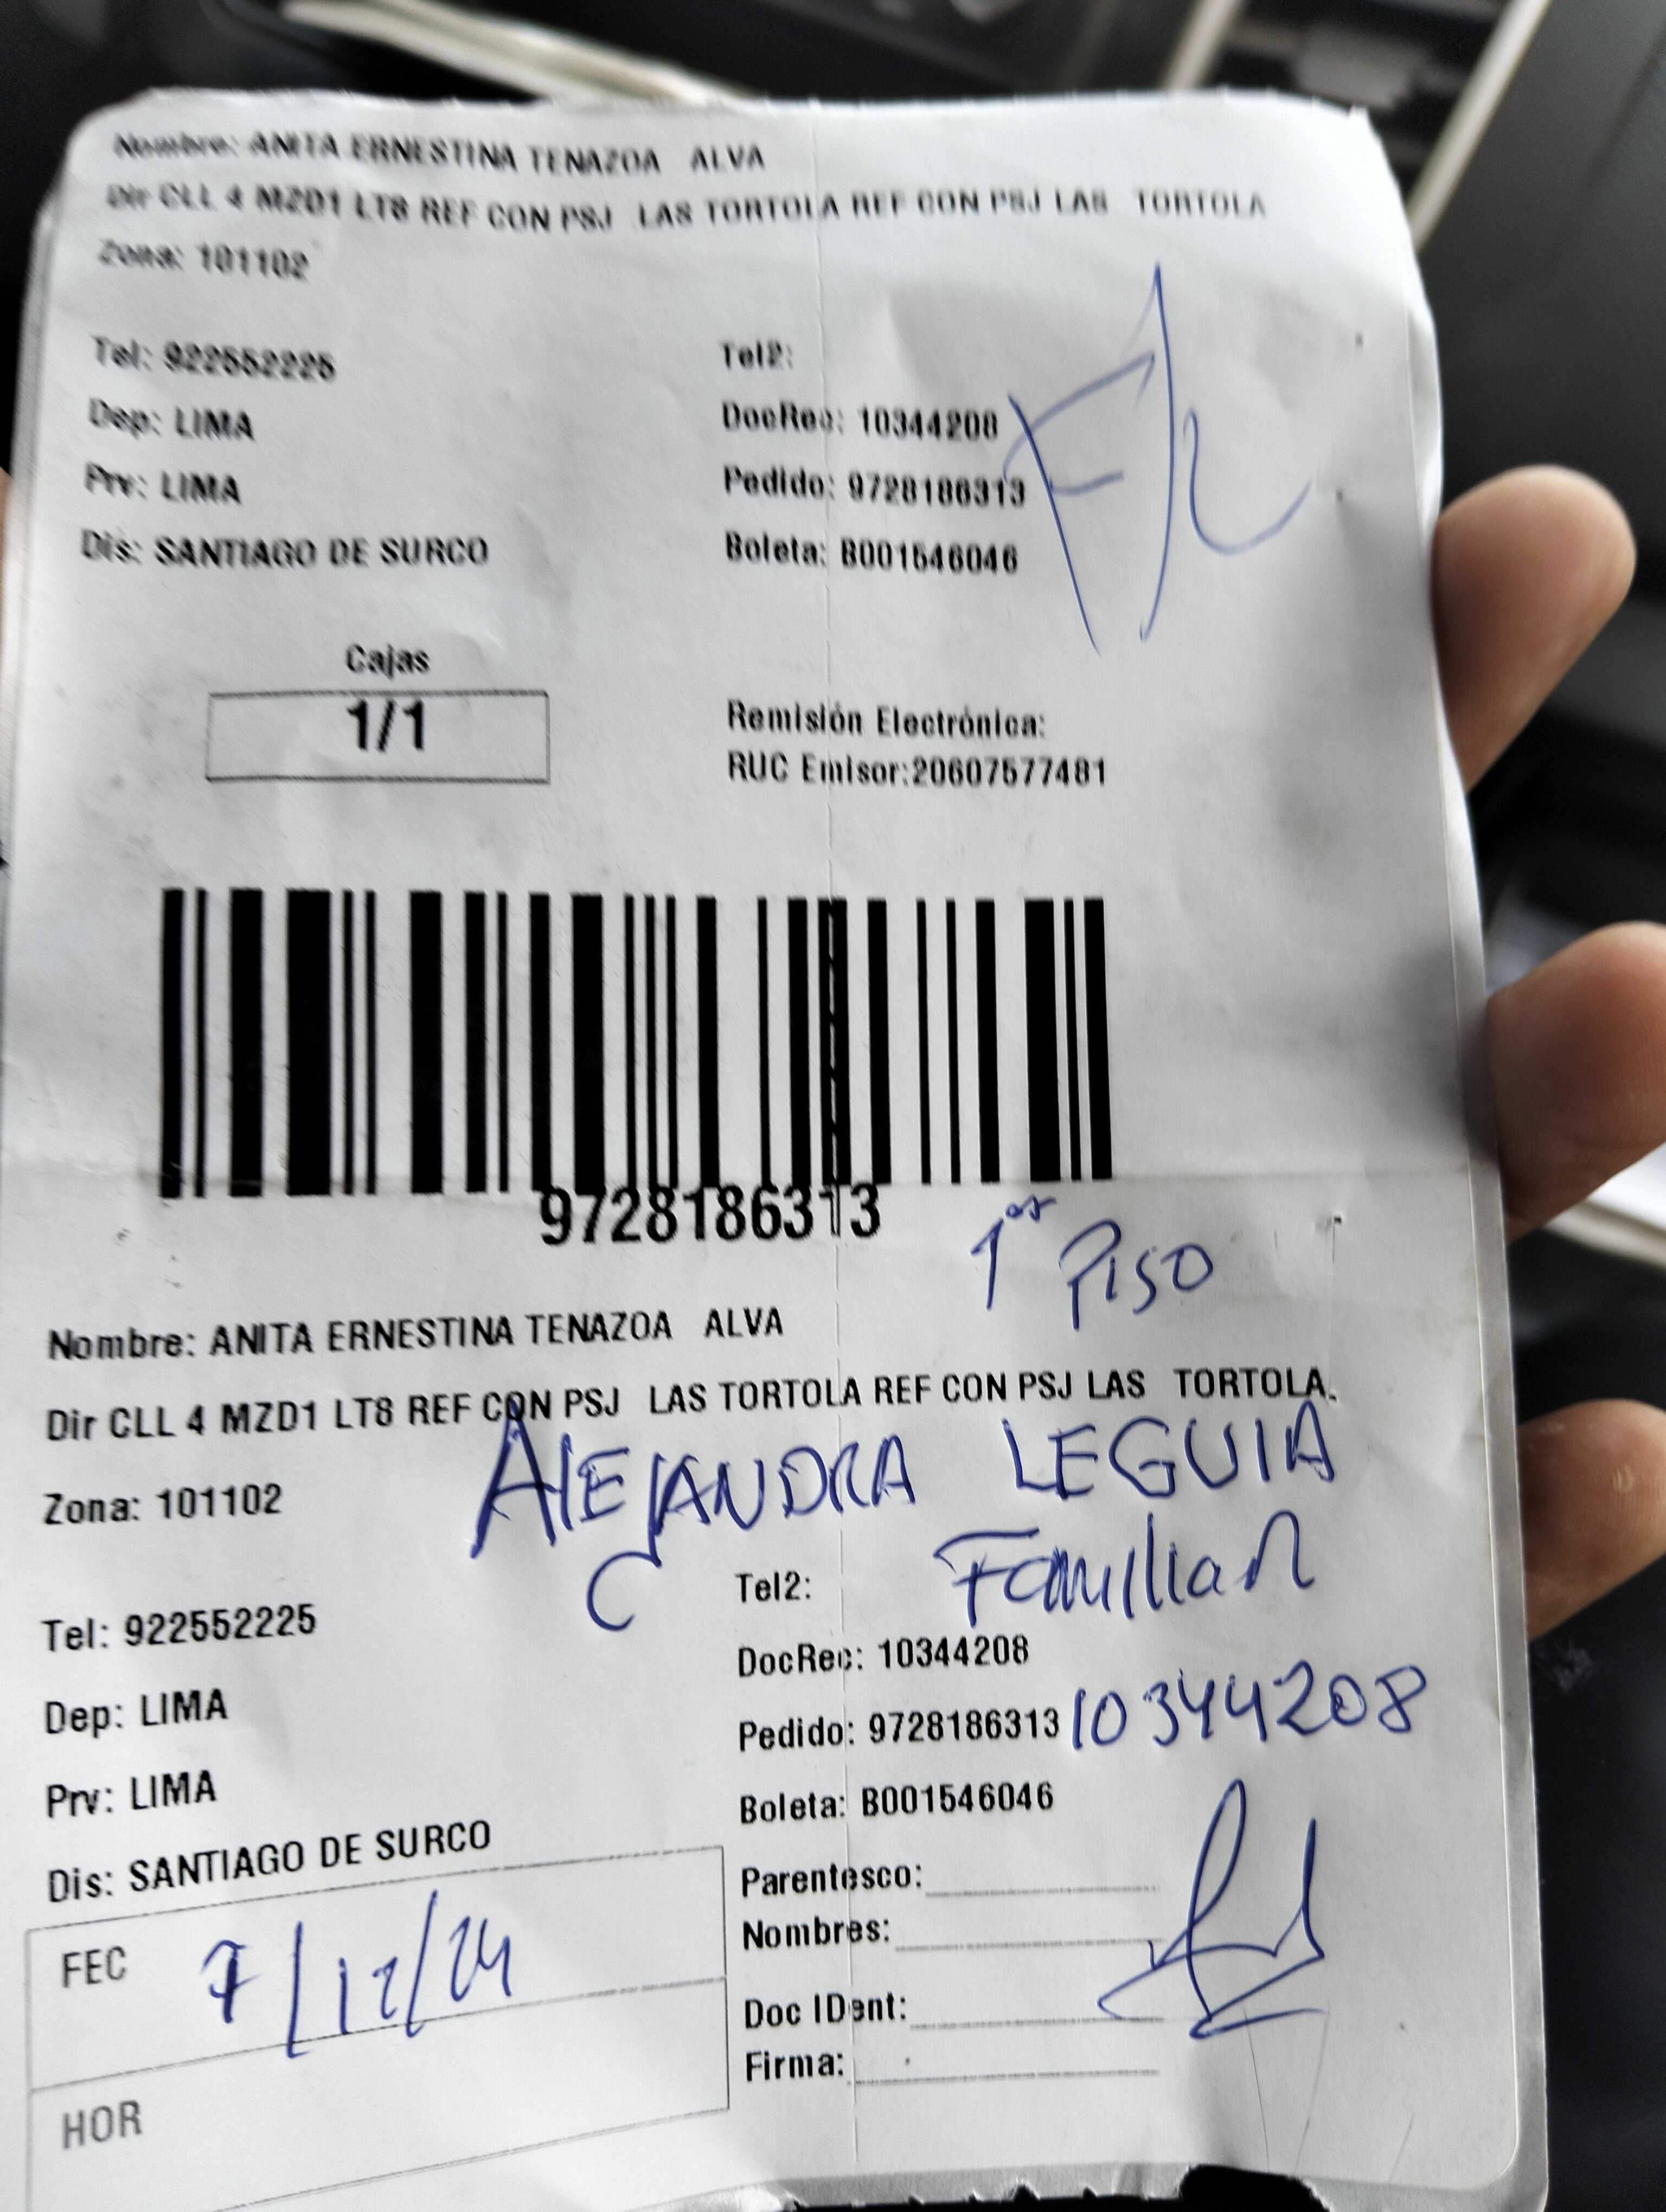 Nombre: ANITA ERNESTINA TENAZOA ALVA
Dir CLL 4 MZD1 LT8 REF CON PSJ LAS TORTOLA REF CON PSJ LAS TORTOLA
Zona: 101102
Tel: 922552225
Tel2:
Dep: LIMA
DocRec: 10344208
Prv: LIMA
Pedido: 9728186313
Dis: SANTIAGO DE SURCO
Boleta: B001546046
Cajas
1/1
Remisión Electrónica:
RUC Emisor:20607577481
9728186313
1er PISO
Nombre: ANITA ERNESTINA TENAZOA ALVA
Dir CLL 4 MZD1 LT8 REF CON PSJ LAS TORTOLA REF CON PSJ LAS TORTOLA.
ALEJANDRA LEGUIA
Zona: 101102
C
Familiar
Tel2:
Tel: 922552225
DocRec: 10344208
Dep: LIMA
Pedido: 9728186313 10344208
Prv: LIMA
Boleta: B001546046
Dis: SANTIAGO DE SURCO
Parentesco:
Nombres:
FEC 7/12/24
Doc IDent:
Firma:
HOR